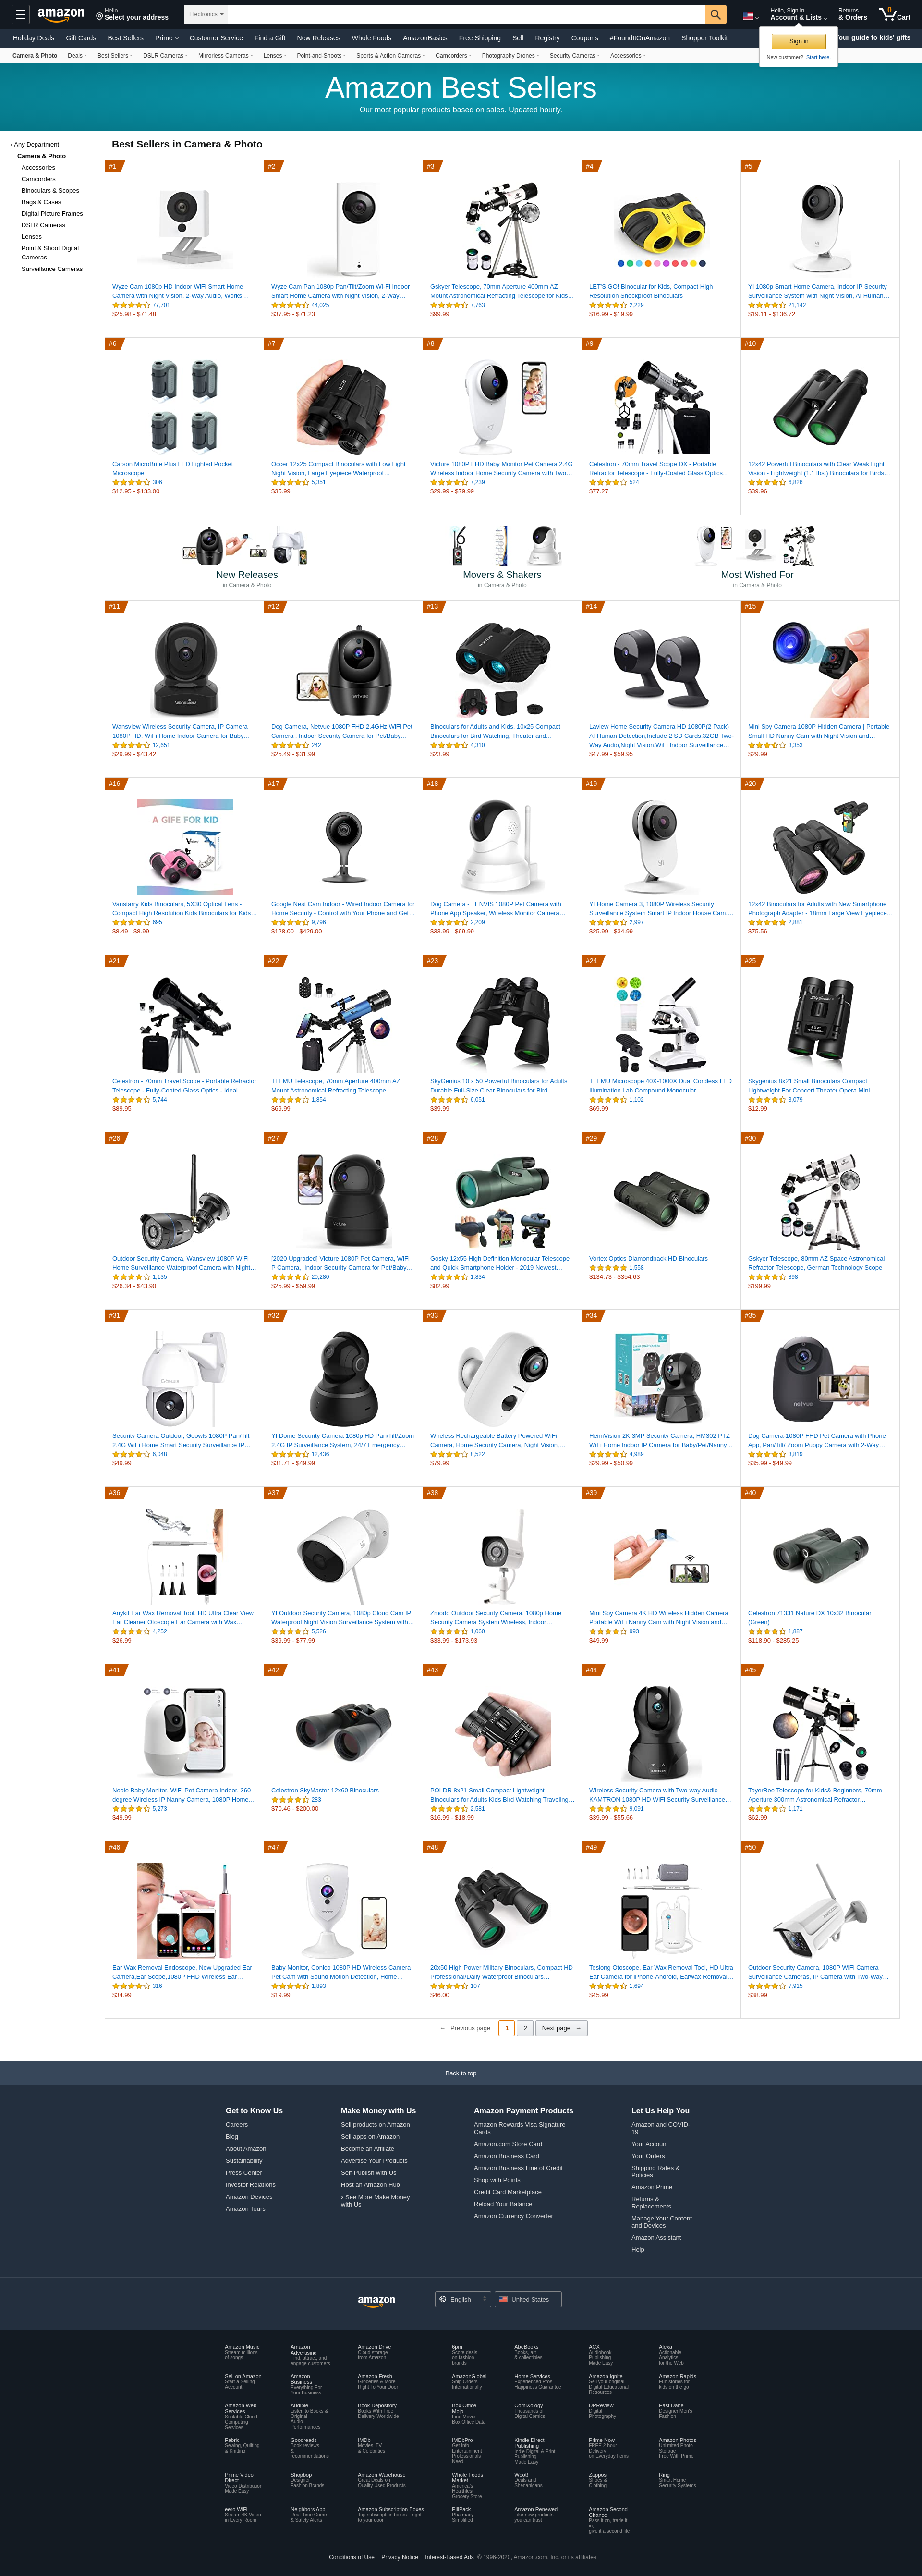 Hello
Select your address
Electronics
Hello, Sign in
Account & Lists
Returns
& Orders
0
Cart
Holiday Deals
Gift Cards
Best Sellers
Prime
Customer Service
Find a Gift
New Releases
Whole Foods
AmazonBasics
Free Shipping
Sell
Registry
Coupons
#FoundItOnAmazon
Shopper Toolkit
Your guide to kids' gifts
Sign in
New customer? Start here.
Camera & Photo
Deals
Best Sellers
DSLR Cameras
Mirrorless Cameras
Lenses
Point-and-Shoots
Sports & Action Cameras
Camcorders
Photography Drones
Security Cameras
Accessories
Amazon Best Sellers
Our most popular products based on sales. Updated hourly.
‹ Any Department
Camera & Photo
Accessories
Camcorders
Binoculars & Scopes
Bags & Cases
Digital Picture Frames
DSLR Cameras
Lenses
Point & Shoot Digital
Cameras
Surveillance Cameras
Best Sellers in Camera & Photo
#1
Wyze Cam 1080p HD Indoor WiFi Smart Home
Camera with Night Vision, 2-Way Audio, Works…
77,701
$25.98 - $71.48
#2
Wyze Cam Pan 1080p Pan/Tilt/Zoom Wi-Fi Indoor
Smart Home Camera with Night Vision, 2-Way…
44,025
$37.95 - $71.23
#3
Gskyer Telescope, 70mm Aperture 400mm AZ
Mount Astronomical Refracting Telescope for Kids…
7,763
$99.99
#4
LET'S GO! Binocular for Kids, Compact High
Resolution Shockproof Binoculars
2,229
$16.99 - $19.99
#5
YI 1080p Smart Home Camera, Indoor IP Security
Surveillance System with Night Vision, AI Human…
21,142
$19.11 - $136.72
#6
Carson MicroBrite Plus LED Lighted Pocket
Microscope
306
$12.95 - $133.00
#7
Occer 12x25 Compact Binoculars with Low Light
Night Vision, Large Eyepiece Waterproof…
5,351
$35.99
#8
Victure 1080P FHD Baby Monitor Pet Camera 2.4G
Wireless Indoor Home Security Camera with Two…
7,239
$29.99 - $79.99
#9
Celestron - 70mm Travel Scope DX - Portable
Refractor Telescope - Fully-Coated Glass Optics…
524
$77.27
#10
12x42 Powerful Binoculars with Clear Weak Light
Vision - Lightweight (1.1 lbs.) Binoculars for Birds…
6,826
$39.96
New Releases
in Camera & Photo
Movers & Shakers
in Camera & Photo
Most Wished For
in Camera & Photo
#11
Wansview Wireless Security Camera, IP Camera
1080P HD, WiFi Home Indoor Camera for Baby…
12,651
$29.99 - $43.42
#12
netvue
Dog Camera, Netvue 1080P FHD 2.4GHz WiFi Pet
Camera , Indoor Security Camera for Pet/Baby…
242
$25.49 - $31.99
#13
Binoculars for Adults and Kids, 10x25 Compact
Binoculars for Bird Watching, Theater and…
4,310
$23.99
#14
Laview Home Security Camera HD 1080P(2 Pack)
AI Human Detection,Include 2 SD Cards,32GB Two-
Way Audio,Night Vision,WiFi Indoor Surveillance…
$47.99 - $59.95
#15
Mini Spy Camera 1080P Hidden Camera | Portable
Small HD Nanny Cam with Night Vision and…
3,353
$29.99
#16
A GIFE FOR KID
Vanstarry Kids Binoculars, 5X30 Optical Lens -
Compact High Resolution Kids Binoculars for Kids…
695
$8.49 - $8.99
#17
Google Nest Cam Indoor - Wired Indoor Camera for
Home Security - Control with Your Phone and Get…
9,796
$128.00 - $429.00
#18
Dog Camera - TENVIS 1080P Pet Camera with
Phone App Speaker, Wireless Monitor Camera…
2,209
$33.99 - $69.99
#19
YI Home Camera 3, 1080P Wireless Security
Surveillance System Smart IP Indoor House Cam,…
2,997
$25.99 - $34.99
#20
12x42 Binoculars for Adults with New Smartphone
Photograph Adapter - 18mm Large View Eyepiece…
2,881
$75.56
#21
Celestron - 70mm Travel Scope - Portable Refractor
Telescope - Fully-Coated Glass Optics - Ideal…
5,744
$89.95
#22
TELMU Telescope, 70mm Aperture 400mm AZ
Mount Astronomical Refracting Telescope…
1,854
$69.99
#23
SkyGenius 10 x 50 Powerful Binoculars for Adults
Durable Full-Size Clear Binoculars for Bird…
6,051
$39.99
#24
TELMU Microscope 40X-1000X Dual Cordless LED
Illumination Lab Compound Monocular…
1,102
$69.99
#25
Skygenius 8x21 Small Binoculars Compact
Lightweight For Concert Theater Opera Mini…
3,079
$12.99
#26
Outdoor Security Camera, Wansview 1080P WiFi
Home Surveillance Waterproof Camera with Night…
1,135
$26.34 - $43.90
#27
[2020 Upgraded] Victure 1080P Pet Camera, WiFi I
P Camera, Indoor Security Camera for Pet/Baby…
20,280
$25.99 - $59.99
#28
Gosky 12x55 High Definition Monocular Telescope
and Quick Smartphone Holder - 2019 Newest…
1,834
$82.99
#29
Vortex Optics Diamondback HD Binoculars
1,558
$134.73 - $354.63
#30
Gskyer Telescope, 80mm AZ Space Astronomical
Refractor Telescope, German Technology Scope
898
$199.99
#31
Security Camera Outdoor, Goowls 1080P Pan/Tilt
2.4G WiFi Home Smart Security Surveillance IP…
6,048
$49.99
#32
YI Dome Security Camera 1080p HD Pan/Tilt/Zoom
2.4G IP Surveillance System, 24/7 Emergency…
12,436
$31.71 - $49.99
#33
Wireless Rechargeable Battery Powered WiFi
Camera, Home Security Camera, Night Vision,…
8,522
$79.99
#34
HeimVision 2K 3MP Security Camera, HM302 PTZ
WiFi Home Indoor IP Camera for Baby/Pet/Nanny…
4,989
$29.99 - $50.99
#35
netvue
Dog Camera-1080P FHD Pet Camera with Phone
App, Pan/Tilt/ Zoom Puppy Camera with 2-Way…
3,819
$35.99 - $49.99
#36
Anykit Ear Wax Removal Tool, HD Ultra Clear View
Ear Cleaner Otoscope Ear Camera with Wax…
4,252
$26.99
#37
YI Outdoor Security Camera, 1080p Cloud Cam IP
Waterproof Night Vision Surveillance System with…
5,526
$39.99 - $77.99
#38
Zmodo Outdoor Security Camera, 1080p Home
Security Camera System Wireless, Indoor…
1,060
$33.99 - $173.93
#39
Mini Spy Camera 4K HD Wireless Hidden Camera
Portable WiFi Nanny Cam with Night Vision and…
993
$49.99
#40
Celestron 71331 Nature DX 10x32 Binocular
(Green)
1,887
$118.90 - $285.25
#41
Nooie Baby Monitor, WiFi Pet Camera Indoor, 360-
degree Wireless IP Nanny Camera, 1080P Home…
5,273
$49.99
#42
Celestron SkyMaster 12x60 Binoculars
283
$70.46 - $200.00
#43
POLDR 8x21 Small Compact Lightweight
Binoculars for Adults Kids Bird Watching Traveling…
2,581
$16.99 - $18.99
#44
Wireless Security Camera with Two-way Audio -
KAMTRON 1080P HD WiFi Security Surveillance…
9,091
$39.99 - $55.66
#45
ToyerBee Telescope for Kids& Beginners, 70mm
Aperture 300mm Astronomical Refractor…
1,171
$62.99
#46
Ear Wax Removal Endoscope, New Upgraded Ear
Camera,Ear Scope,1080P FHD Wireless Ear…
316
$34.99
#47
Baby Monitor, Conico 1080P HD Wireless Camera
Pet Cam with Sound Motion Detection, Home…
1,893
$19.99
#48
20x50 High Power Military Binoculars, Compact HD
Professional/Daily Waterproof Binoculars…
107
$46.00
#49
Teslong Otoscope, Ear Wax Removal Tool, HD Ultra
Ear Camera for iPhone-Android, Earwax Removal…
1,694
$45.99
#50
Outdoor Security Camera, 1080P WiFi Camera
Surveillance Cameras, IP Camera with Two-Way…
7,915
$38.99
← Previous page
1
2
Next page →
Back to top
Get to Know Us
Careers
Blog
About Amazon
Sustainability
Press Center
Investor Relations
Amazon Devices
Amazon Tours
Make Money with Us
Sell products on Amazon
Sell apps on Amazon
Become an Affiliate
Advertise Your Products
Self-Publish with Us
Host an Amazon Hub
› See More Make Money
with Us
Amazon Payment Products
Amazon Rewards Visa Signature
Cards
Amazon.com Store Card
Amazon Business Card
Amazon Business Line of Credit
Shop with Points
Credit Card Marketplace
Reload Your Balance
Amazon Currency Converter
Let Us Help You
Amazon and COVID-
19
Your Account
Your Orders
Shipping Rates &
Policies
Amazon Prime
Returns &
Replacements
Manage Your Content
and Devices
Amazon Assistant
Help
amazon
English
United States
Amazon Music
Stream millions
of songs
Amazon
Advertising
Find, attract, and
engage customers
Amazon Drive
Cloud storage
from Amazon
6pm
Score deals
on fashion
brands
AbeBooks
Books, art
& collectibles
ACX
Audiobook
Publishing
Made Easy
Alexa
Actionable
Analytics
for the Web
Sell on Amazon
Start a Selling
Account
Amazon
Business
Everything For
Your Business
Amazon Fresh
Groceries & More
Right To Your Door
AmazonGlobal
Ship Orders
Internationally
Home Services
Experienced Pros
Happiness Guarantee
Amazon Ignite
Sell your original
Digital Educational
Resources
Amazon Rapids
Fun stories for
kids on the go
Amazon Web
Services
Scalable Cloud
Computing
Services
Audible
Listen to Books &
Original
Audio
Performances
Book Depository
Books With Free
Delivery Worldwide
Box Office
Mojo
Find Movie
Box Office Data
ComiXology
Thousands of
Digital Comics
DPReview
Digital
Photography
East Dane
Designer Men's
Fashion
Fabric
Sewing, Quilting
& Knitting
Goodreads
Book reviews
&
recommendations
IMDb
Movies, TV
& Celebrities
IMDbPro
Get Info
Entertainment
Professionals
Need
Kindle Direct
Publishing
Indie Digital & Print
Publishing
Made Easy
Prime Now
FREE 2-hour
Delivery
on Everyday Items
Amazon Photos
Unlimited Photo
Storage
Free With Prime
Prime Video
Direct
Video Distribution
Made Easy
Shopbop
Designer
Fashion Brands
Amazon Warehouse
Great Deals on
Quality Used Products
Whole Foods
Market
America's
Healthiest
Grocery Store
Woot!
Deals and
Shenanigans
Zappos
Shoes &
Clothing
Ring
Smart Home
Security Systems
eero WiFi
Stream 4K Video
in Every Room
Neighbors App
Real-Time Crime
& Safety Alerts
Amazon Subscription Boxes
Top subscription boxes – right
to your door
PillPack
Pharmacy
Simplified
Amazon Renewed
Like-new products
you can trust
Amazon Second
Chance
Pass it on, trade it
in,
give it a second life
Conditions of Use
Privacy Notice
Interest-Based Ads
© 1996-2020, Amazon.com, Inc. or its affiliates